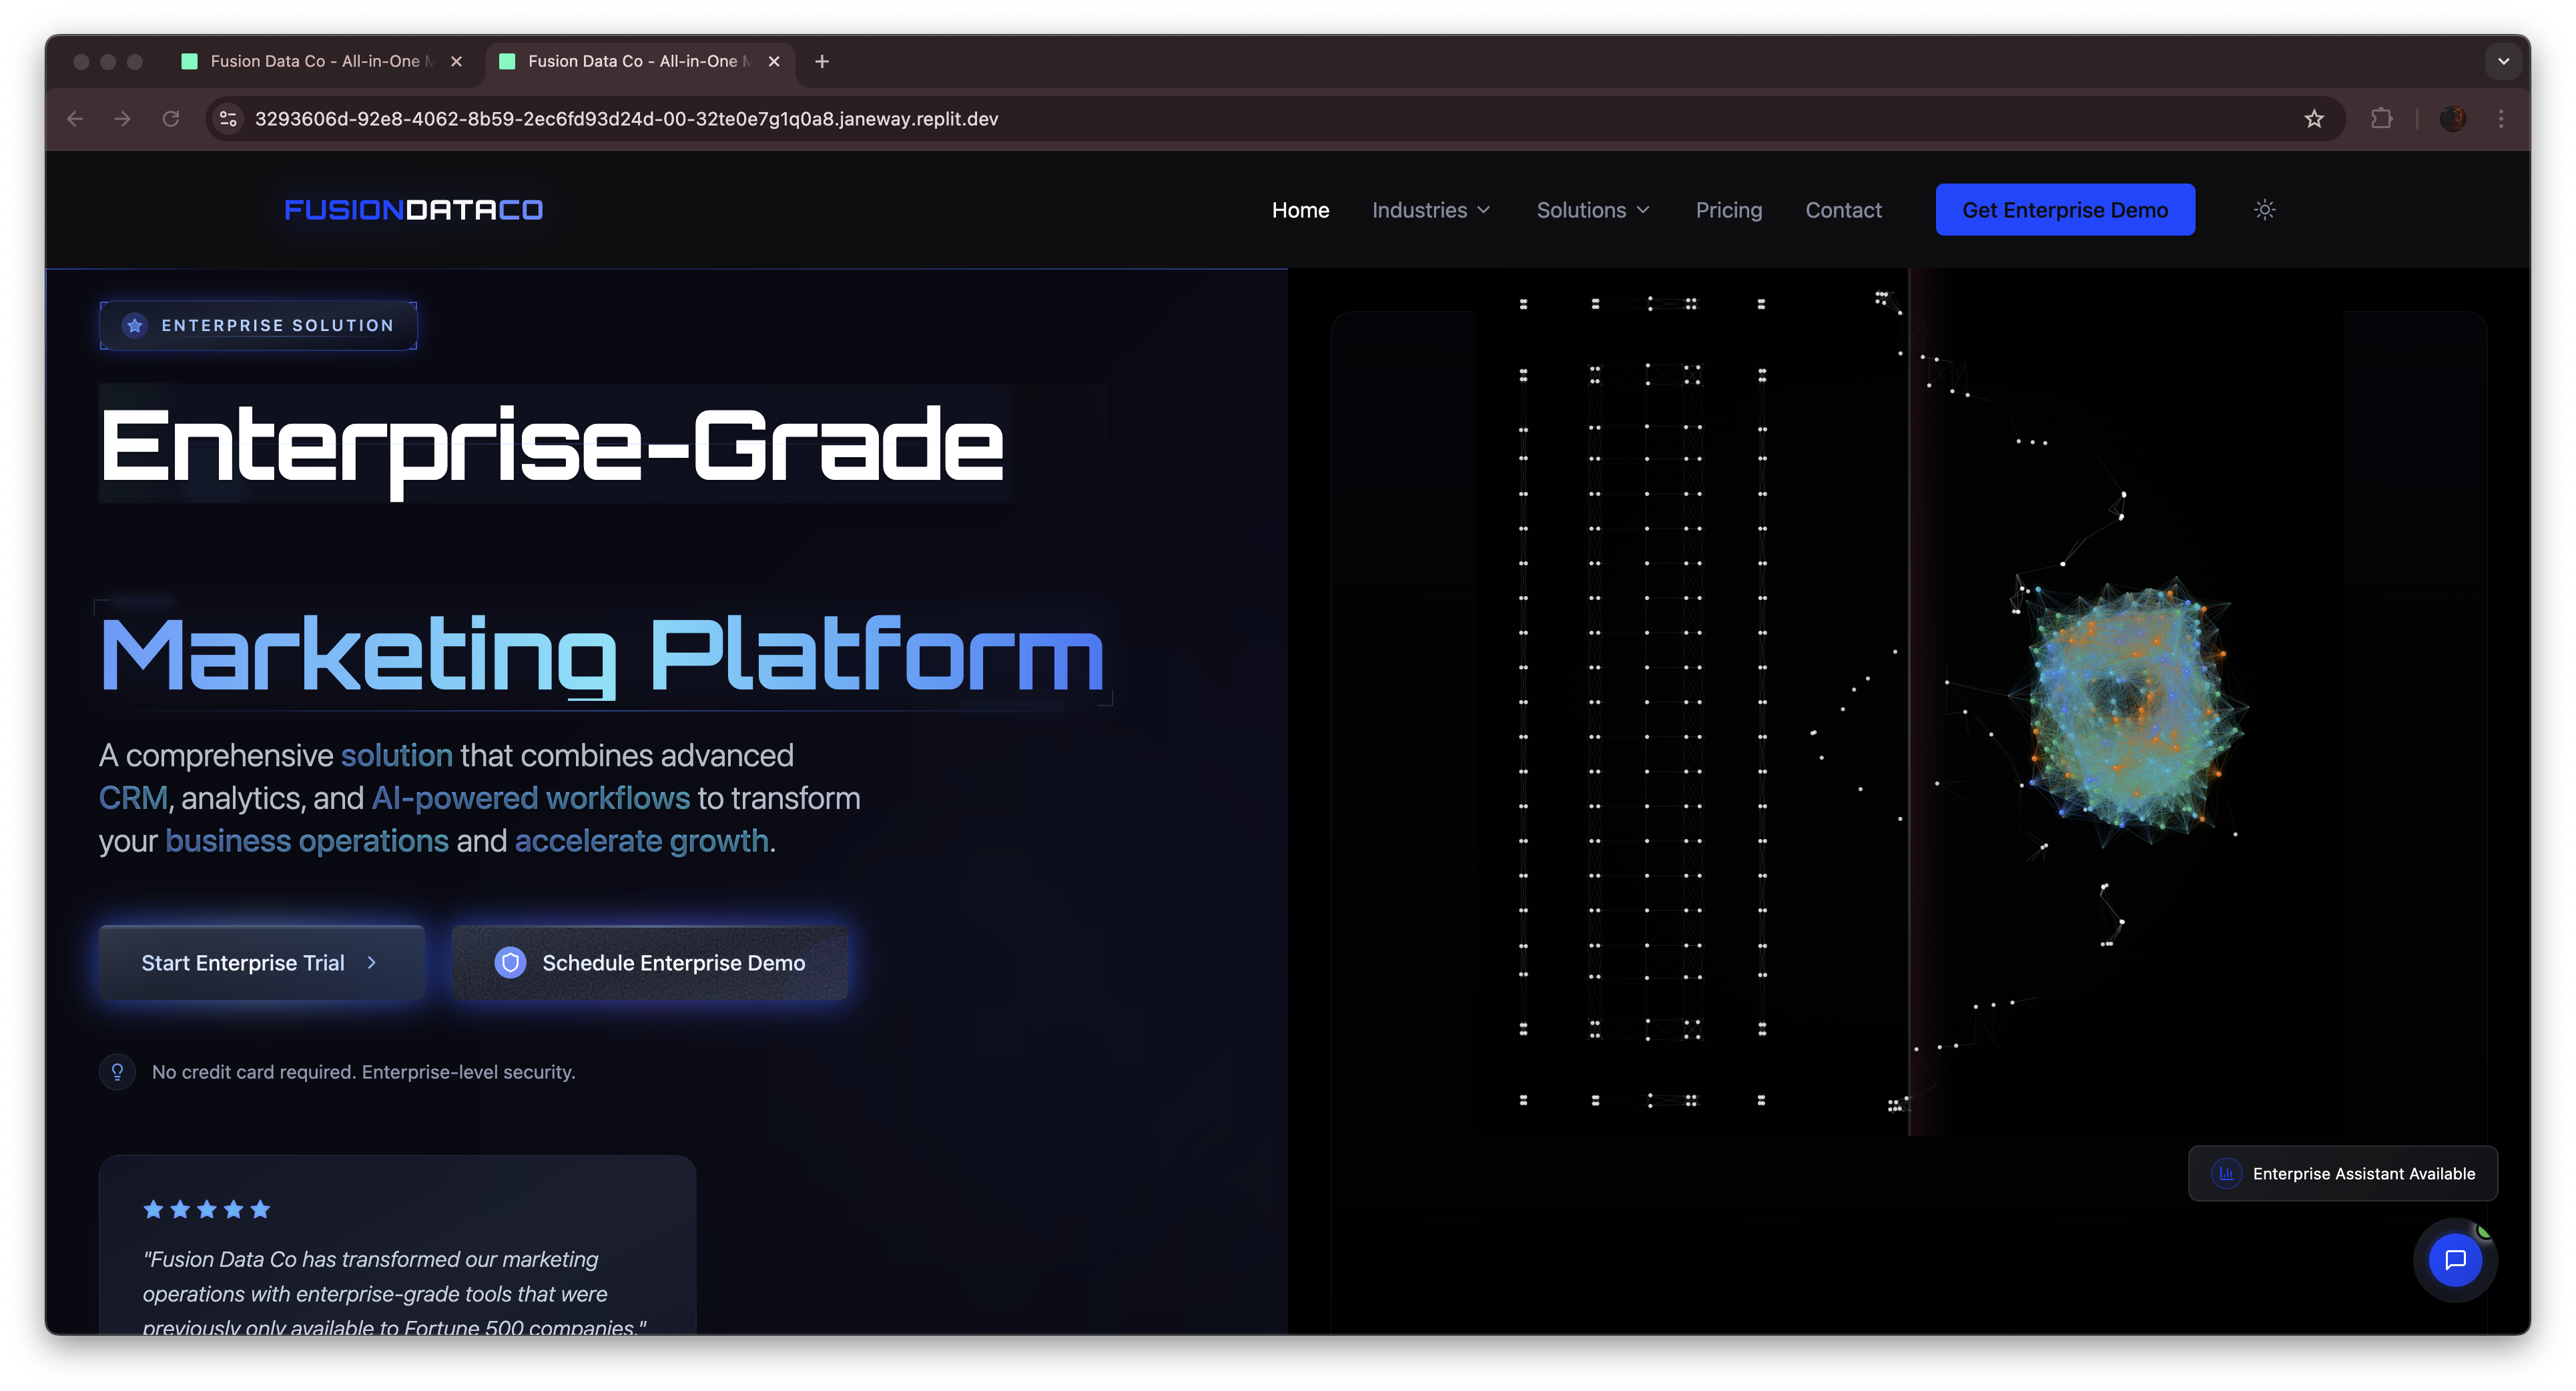 Fusion Data Co - All-in-One
Fusion Data Co - All-in-One
3293606d-92e8-4062-8b59-2ec6fd93d24d-00-32te0e7g1q0a8.janeway.replit.dev
FUSIONDATACO
Home
Industries
Solutions
Pricing
Contact
Get Enterprise Demo
ENTERPRISE SOLUTION
Enterprise-Grade
Marketing Platform
A comprehensive solution that combines advanced
CRM, analytics, and AI-powered workflows to transform
your business operations and accelerate growth.
Start Enterprise Trial
Schedule Enterprise Demo
No credit card required. Enterprise-level security.
"Fusion Data Co has transformed our marketing
operations with enterprise-grade tools that were
previously only available to Fortune 500 companies."
Enterprise Assistant Available